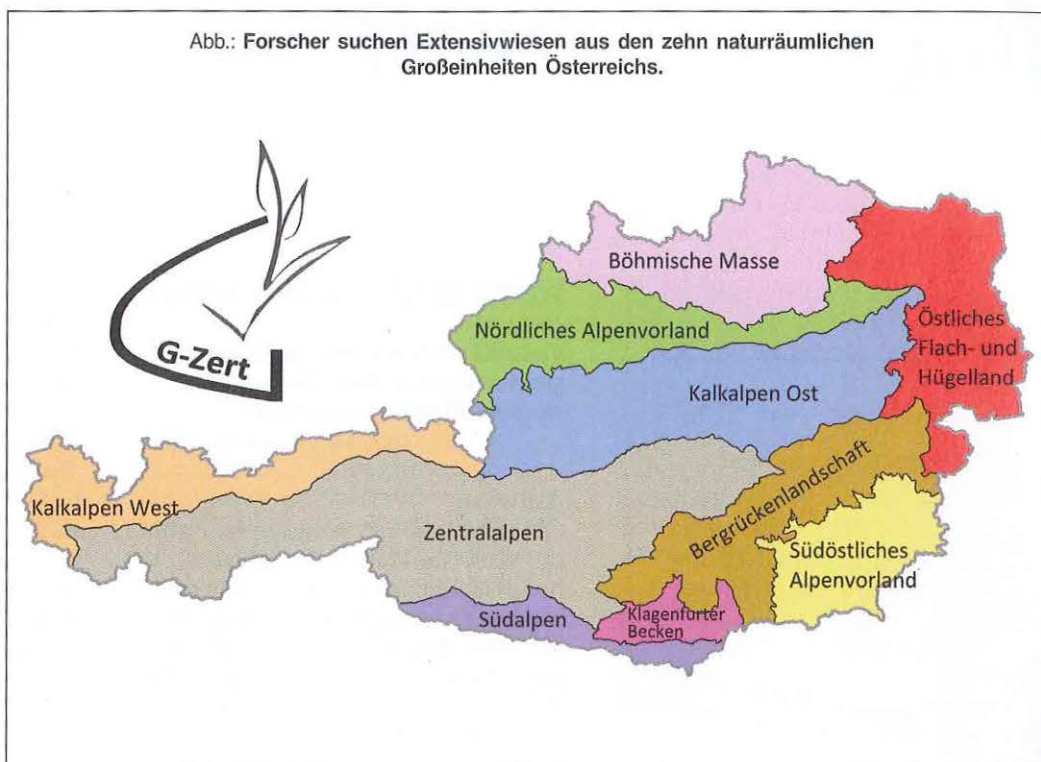 Abb.: Forscher suchen Extensivwiesen aus den zehn naturräumlichen
Großeinheiten Österreichs.
G-Zert
Böhmische Masse
Nördliches Alpenvorland
Östliches
Flach- und
Hügelland
Kalkalpen Ost
Kalkalpen West
Zentralalpen
Bergrückenlandschaft
Südöstliches
Alpenvorland
Südalpen
Klagenfurter
Becken